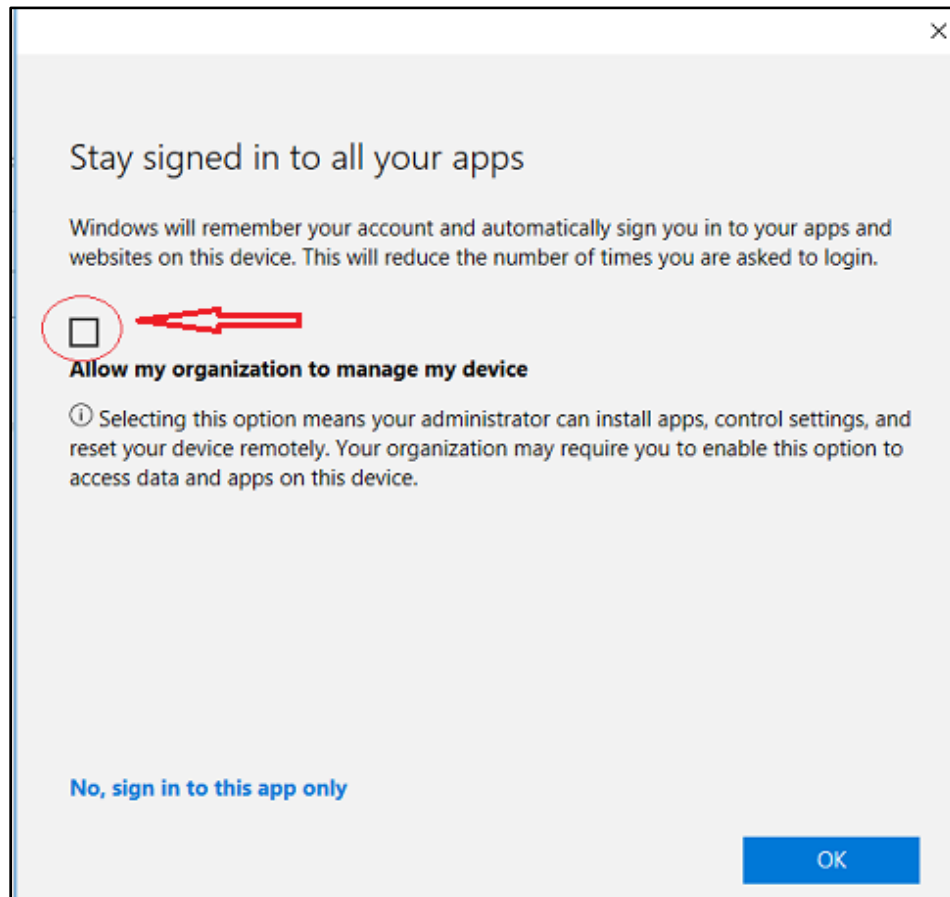 Stay signed in to all your apps
Windows will remember your account and automatically sign you in to your apps and
websites on this device. This will reduce the number of times you are asked to login.
Allow my organization to manage my device
Selecting this option means your administrator can install apps, control settings, and
reset your device remotely. Your organization may require you to enable this option to
access data and apps on this device.
No, sign in to this app only
OK